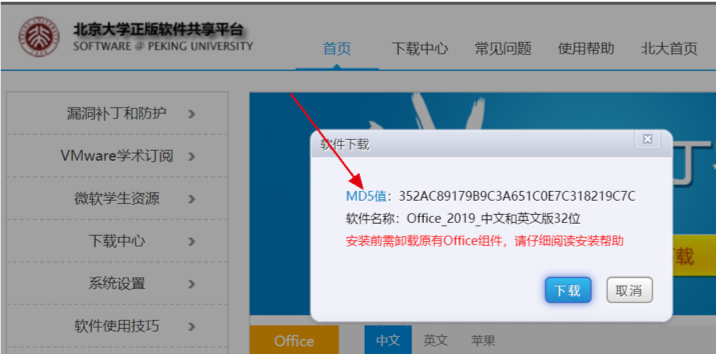 北京大学正版软件共享平台
SOFTWARE @ PEKING UNIVERSITY
首页 下载中心 常见问题 使用帮助 北大首页
漏洞补丁和防护
VMware学术订阅
微软学生资源
下载中心
系统设置
软件使用技巧
丁
软件下载
MD5值：352AC89179B9C3A651C0E7C318219C7C
软件名称：Office_2019_中文和英文版32位
安装前需卸载原有Office组件，请仔细阅读安装帮助
载
下载 取消
Office 中文 英文 苹果